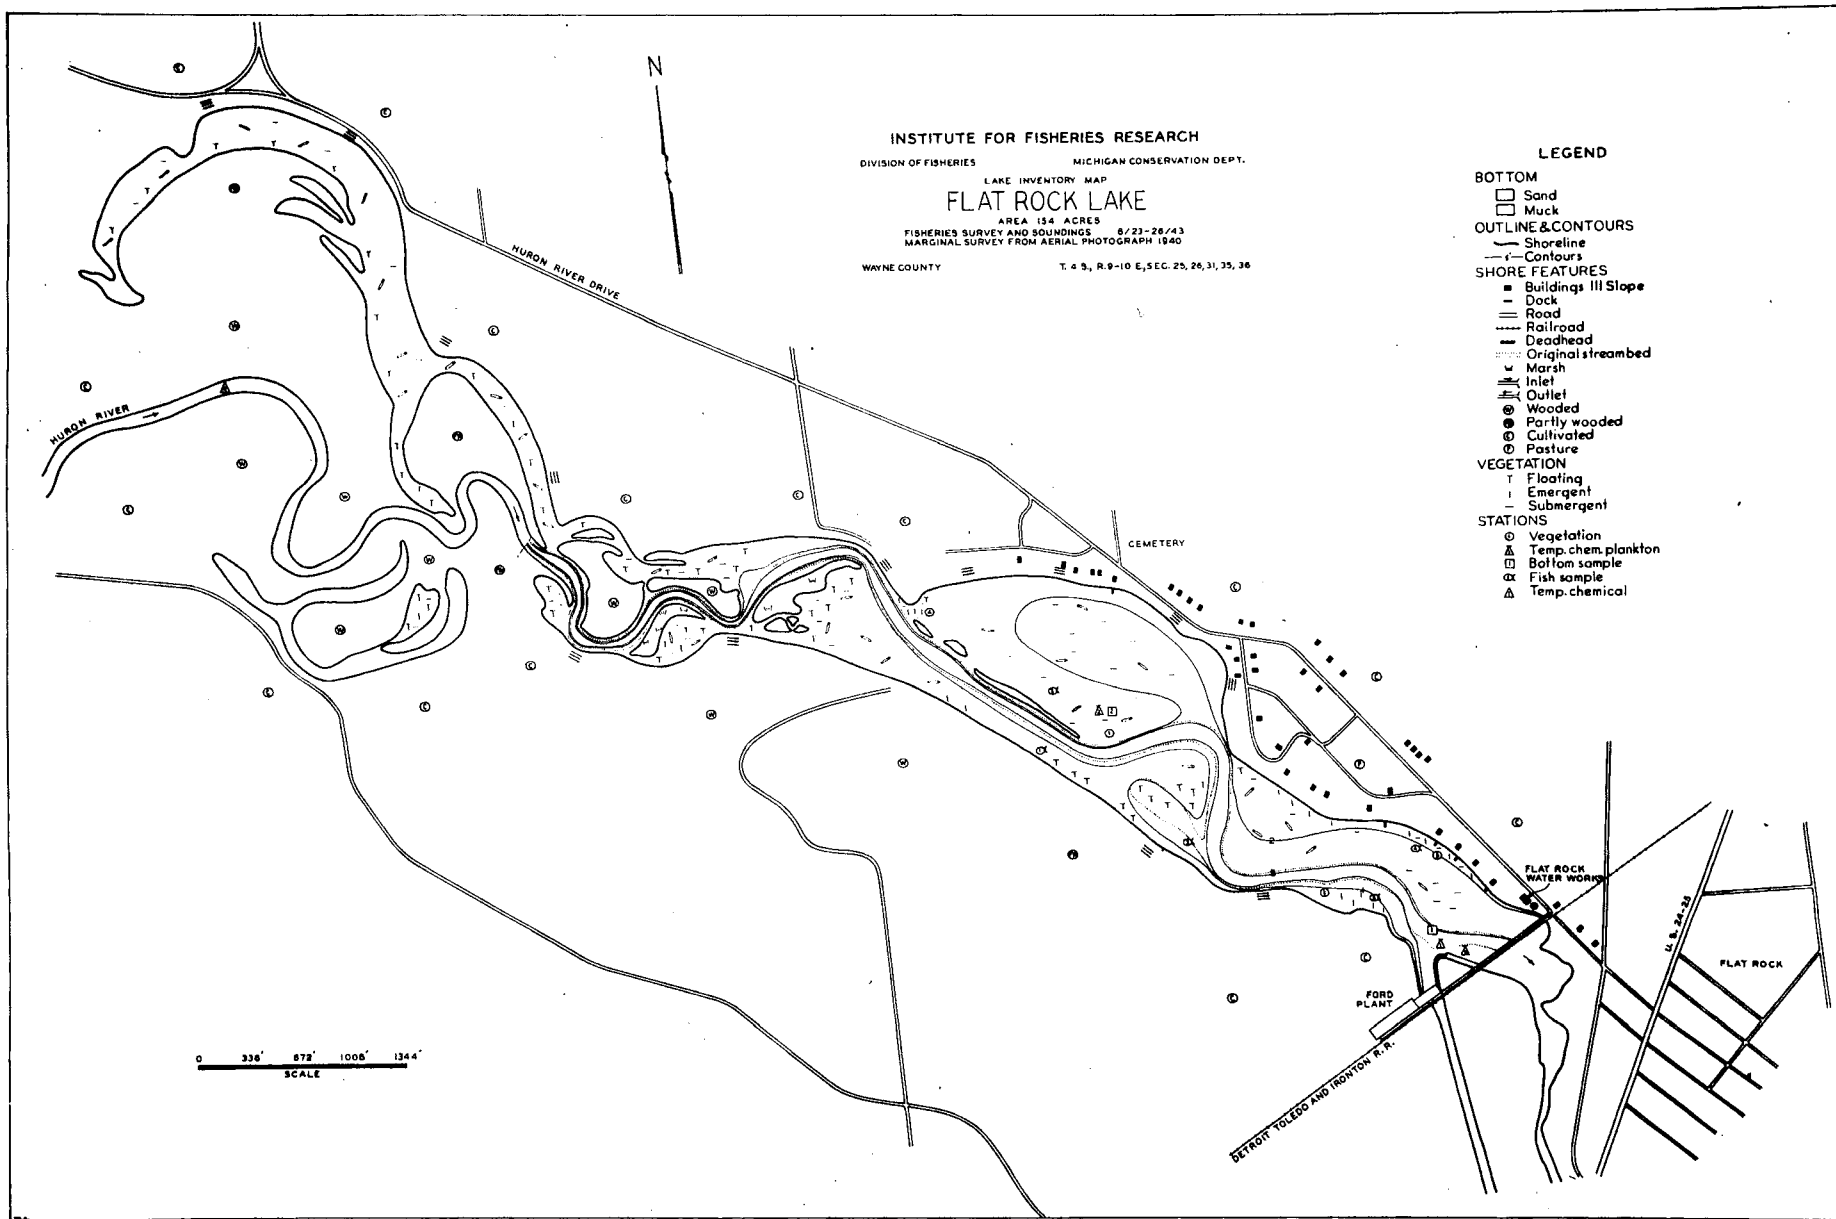 N
INSTITUTE FOR FISHERIES RESEARCH
DIVISION OF FISHERIES MICHIGAN CONSERVATION DEPT.
LAKE INVENTORY MAP
FLAT ROCK LAKE
AREA 154 ACRES
FISHERIES SURVEY AND SOUNDINGS 6/23-26/43
MARGINAL SURVEY FROM AERIAL PHOTOGRAPH 1940
WAYNE COUNTY T. 4 S., R.9-10 E., SEC. 25, 26, 31, 35, 36
LEGEND
BOTTOM
Sand
Muck
OUTLINE & CONTOURS
Shoreline
Contours
SHORE FEATURES
Buildings III Slope
Dock
Road
Railroad
Deadhead
Original streambed
Marsh
Inlet
Outlet
Wooded
Partly wooded
Cultivated
Pasture
VEGETATION
T Floating
I Emergent
– Submergent
STATIONS
Vegetation
Temp. chem. plankton
Bottom sample
Fish sample
Temp. chemical
HURON RIVER DRIVE
HURON RIVER
CEMETERY
FLAT ROCK
WATER WORKS
U. S. 24-25
FLAT ROCK
FORD
PLANT
DETROIT TOLEDO AND IRONTON R.R.
0 336' 672' 1008' 1344'
SCALE